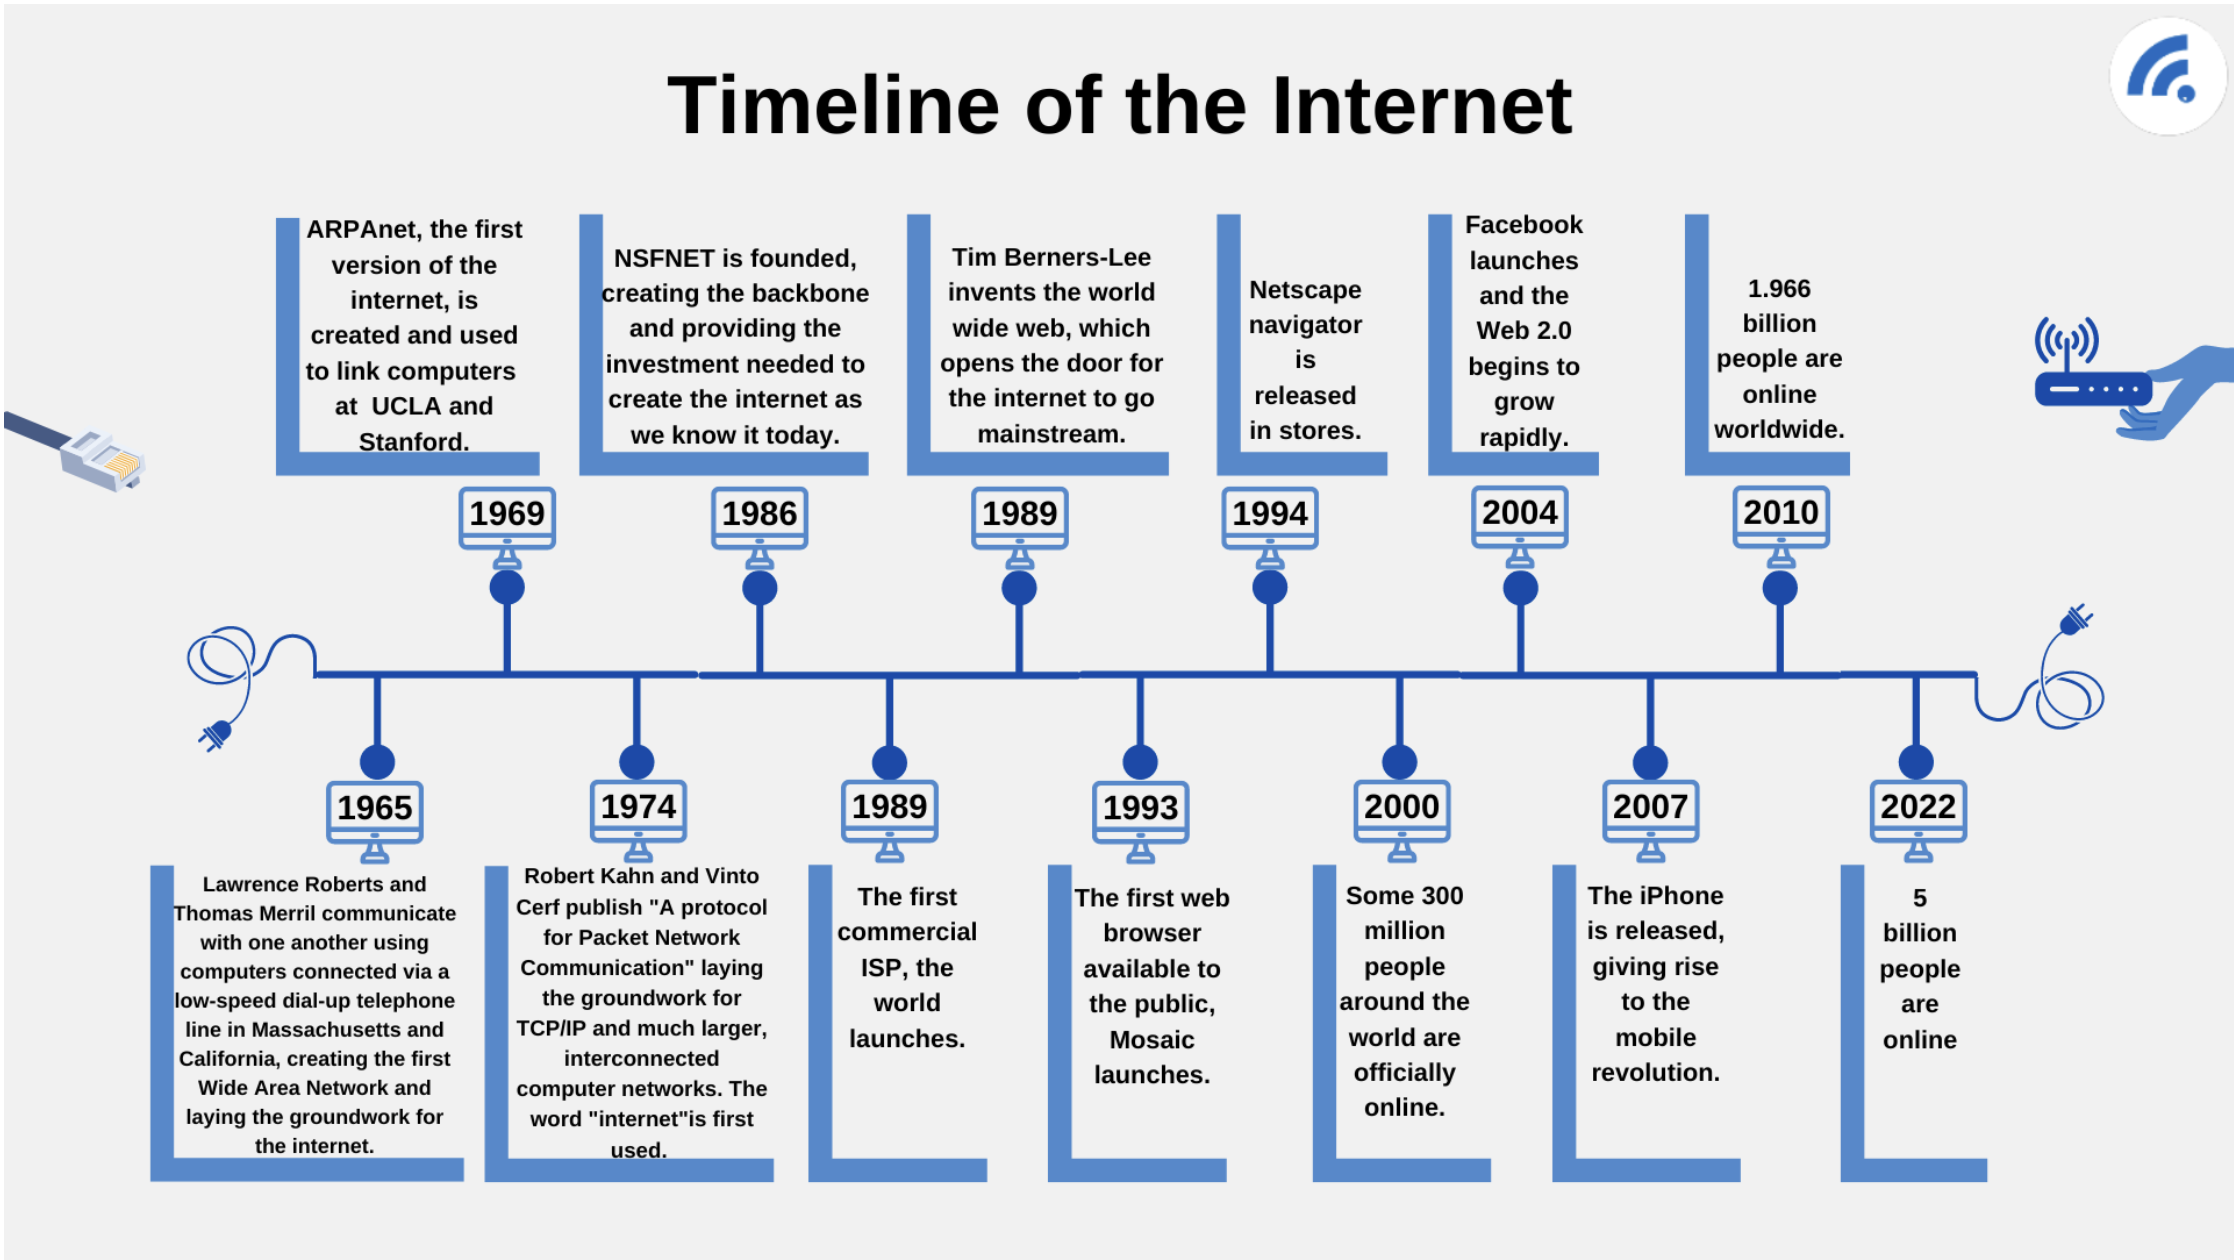 Timeline of the Internet
ARPAnet, the first
version of the
internet, is
created and used
to link computers
at UCLA and
Stanford.
1969
NSFNET is founded,
creating the backbone
and providing the
investment needed to
create the internet as
we know it today.
1986
Tim Berners-Lee
invents the world
wide web, which
opens the door for
the internet to go
mainstream.
1989
Netscape
navigator
is
released
in stores.
1994
Facebook
launches
and the
Web 2.0
begins to
grow
rapidly.
2004
1.966
billion
people are
online
worldwide.
2010
1965
Lawrence Roberts and
Thomas Merril communicate
with one another using
computers connected via a
low-speed dial-up telephone
line in Massachusetts and
California, creating the first
Wide Area Network and
laying the groundwork for
the internet.
1974
Robert Kahn and Vinto
Cerf publish "A protocol
for Packet Network
Communication" laying
the groundwork for
TCP/IP and much larger,
interconnected
computer networks. The
word "internet"is first
used.
1989
The first
commercial
ISP, the
world
launches.
1993
The first web
browser
available to
the public,
Mosaic
launches.
2000
Some 300
million
people
around the
world are
officially
online.
2007
The iPhone
is released,
giving rise
to the
mobile
revolution.
2022
5
billion
people
are
online